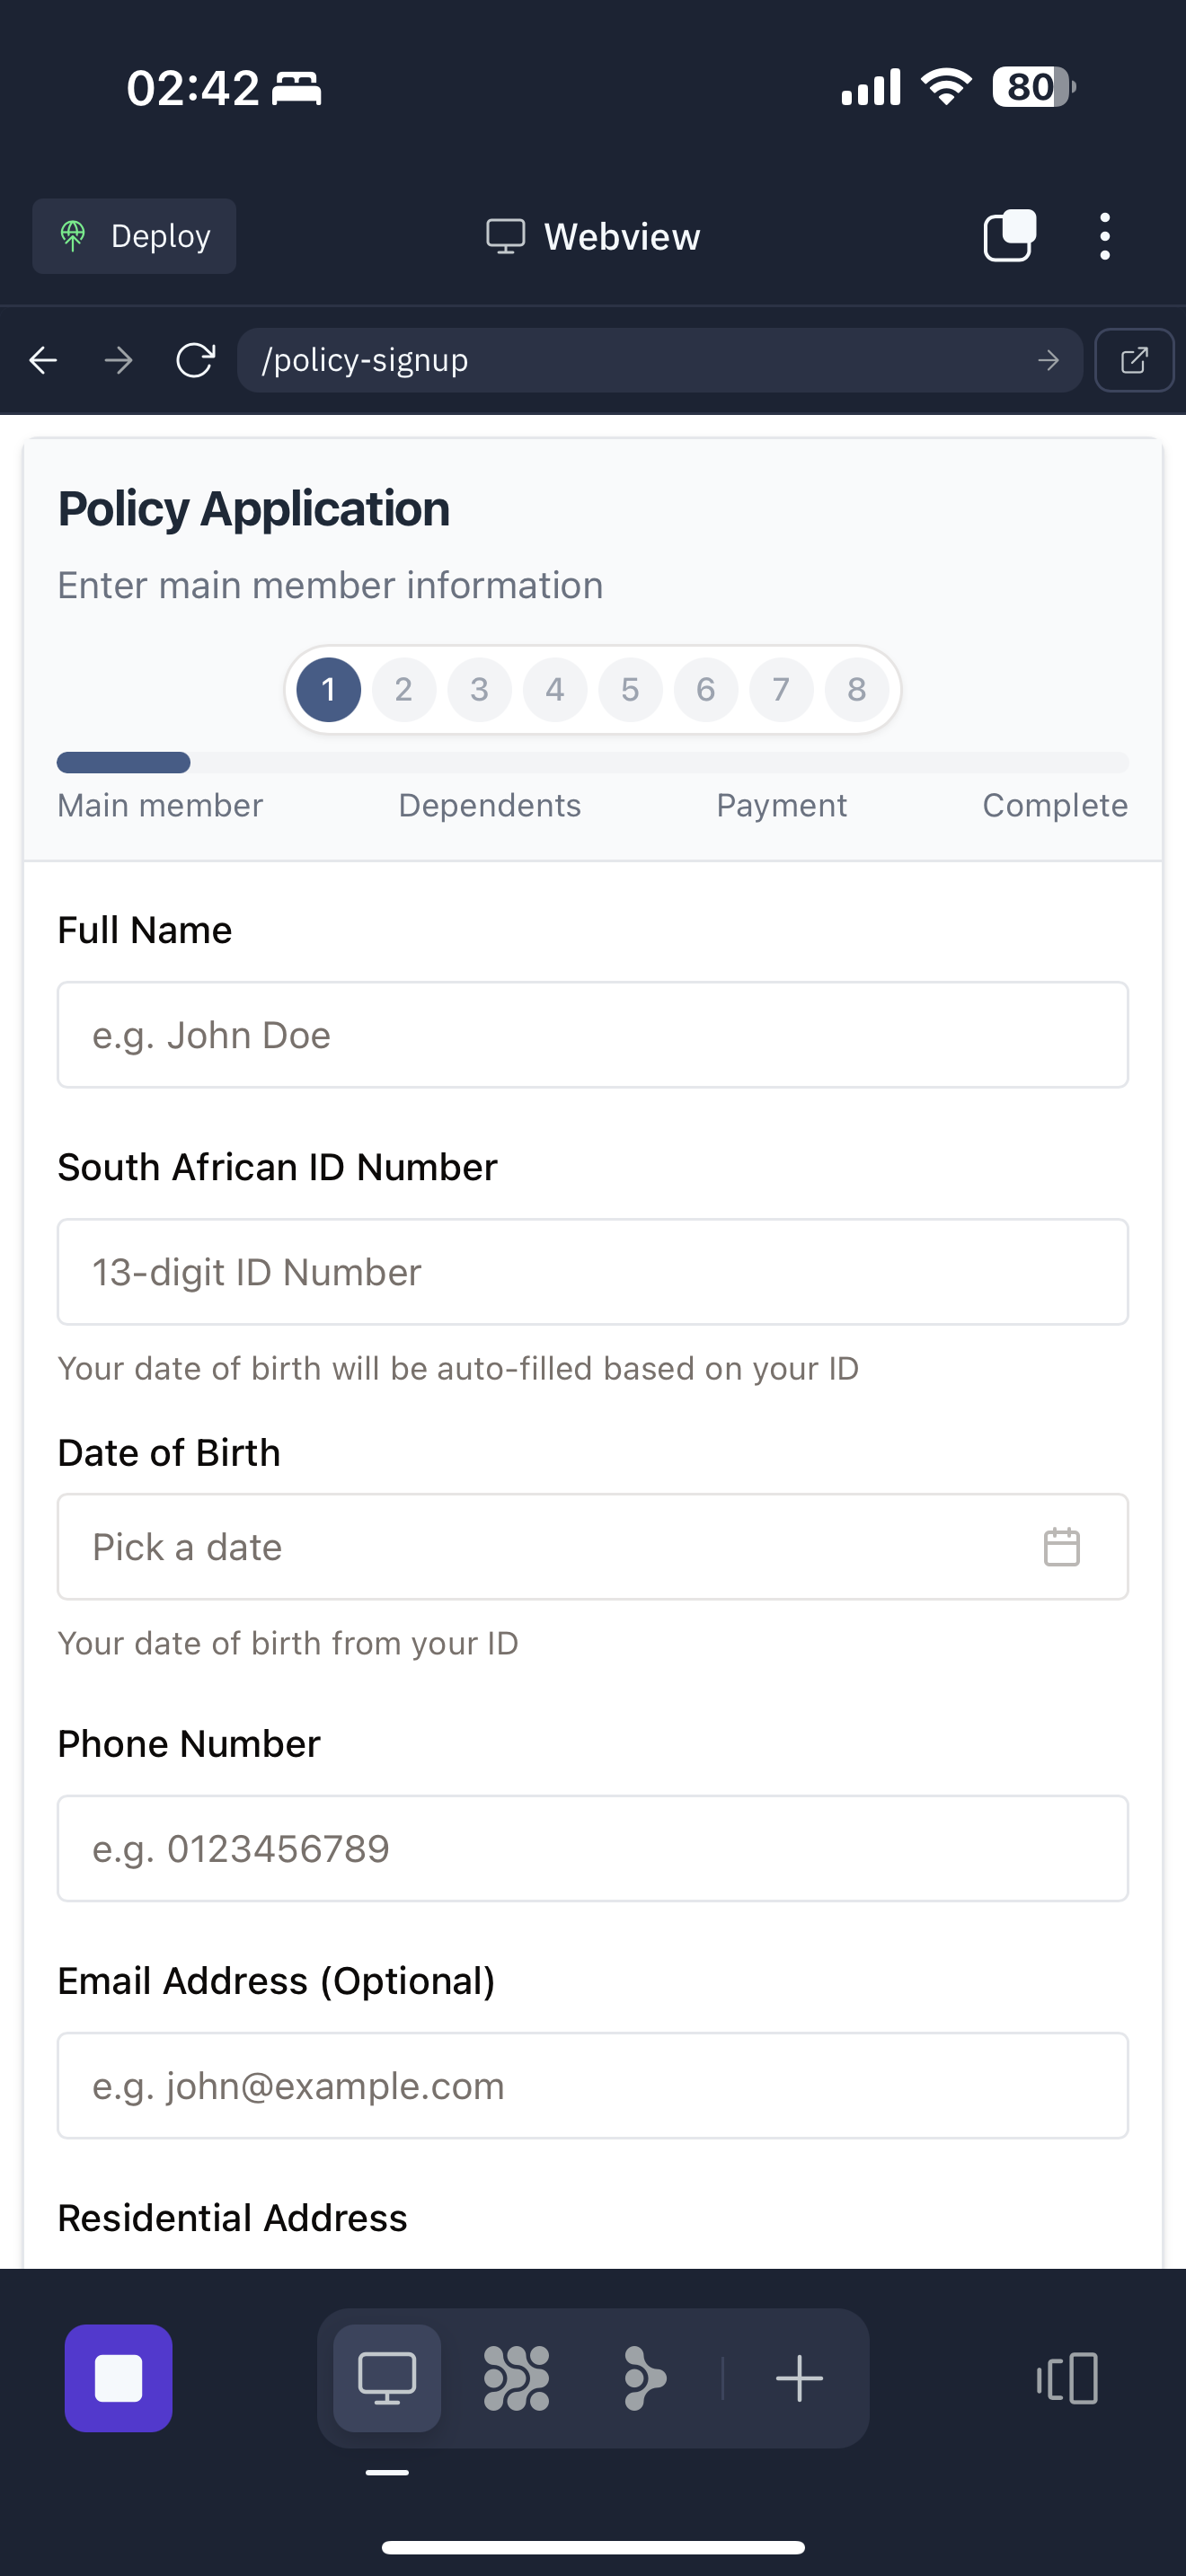 02:42
80
Deploy
Webview
/policy-signup
Policy Application
Enter main member information
1 2 3 4 5 6 7 8
Main member Dependents Payment Complete
Full Name
e.g. John Doe
South African ID Number
13-digit ID Number
Your date of birth will be auto-filled based on your ID
Date of Birth
Pick a date
Your date of birth from your ID
Phone Number
e.g. 0123456789
Email Address (Optional)
e.g. john@example.com
Residential Address